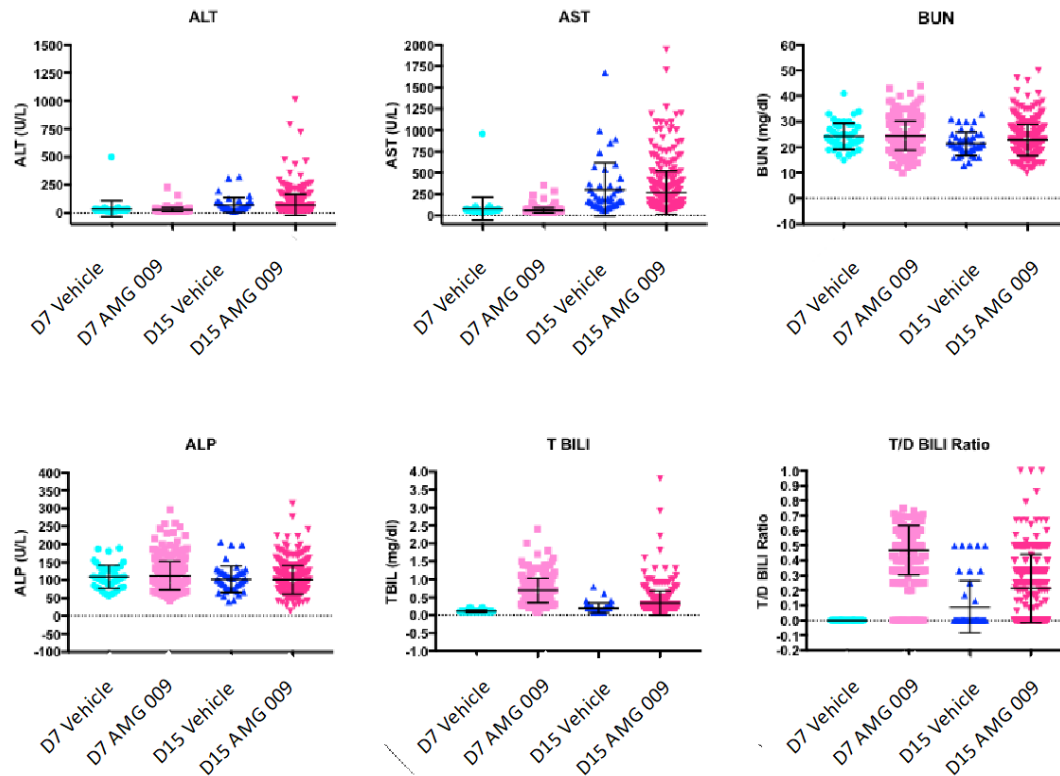 ALT
ALT (U/L)
1500
1250
1000
750
500
250
0
D7 Vehicle
D7 AMG 009
D15 Vehicle
D15 AMG 009
AST
AST (U/L)
2000
1750
1500
1250
1000
750
500
250
0
D7 Vehicle
D7 AMG 009
D15 Vehicle
D15 AMG 009
BUN
BUN (mg/dl)
60
50
40
30
20
10
0
-10
D7 Vehicle
D7 AMG 009
D15 Vehicle
D15 AMG 009
ALP
ALP (U/L)
400
350
300
250
200
150
100
50
0
-50
-100
D7 Vehicle
D7 AMG 009
D15 Vehicle
D15 AMG 009
T BILI
TBIL (mg/dl)
4.0
3.5
3.0
2.5
2.0
1.5
1.0
0.5
0.0
-0.5
-1.0
D7 Vehicle
D7 AMG 009
D15 Vehicle
D15 AMG 009
T/D BILI Ratio
T/D BILI Ratio
1.0
0.9
0.8
0.7
0.6
0.5
0.4
0.3
0.2
0.1
0.0
-0.1
-0.2
D7 Vehicle
D7 AMG 009
D15 Vehicle
D15 AMG 009